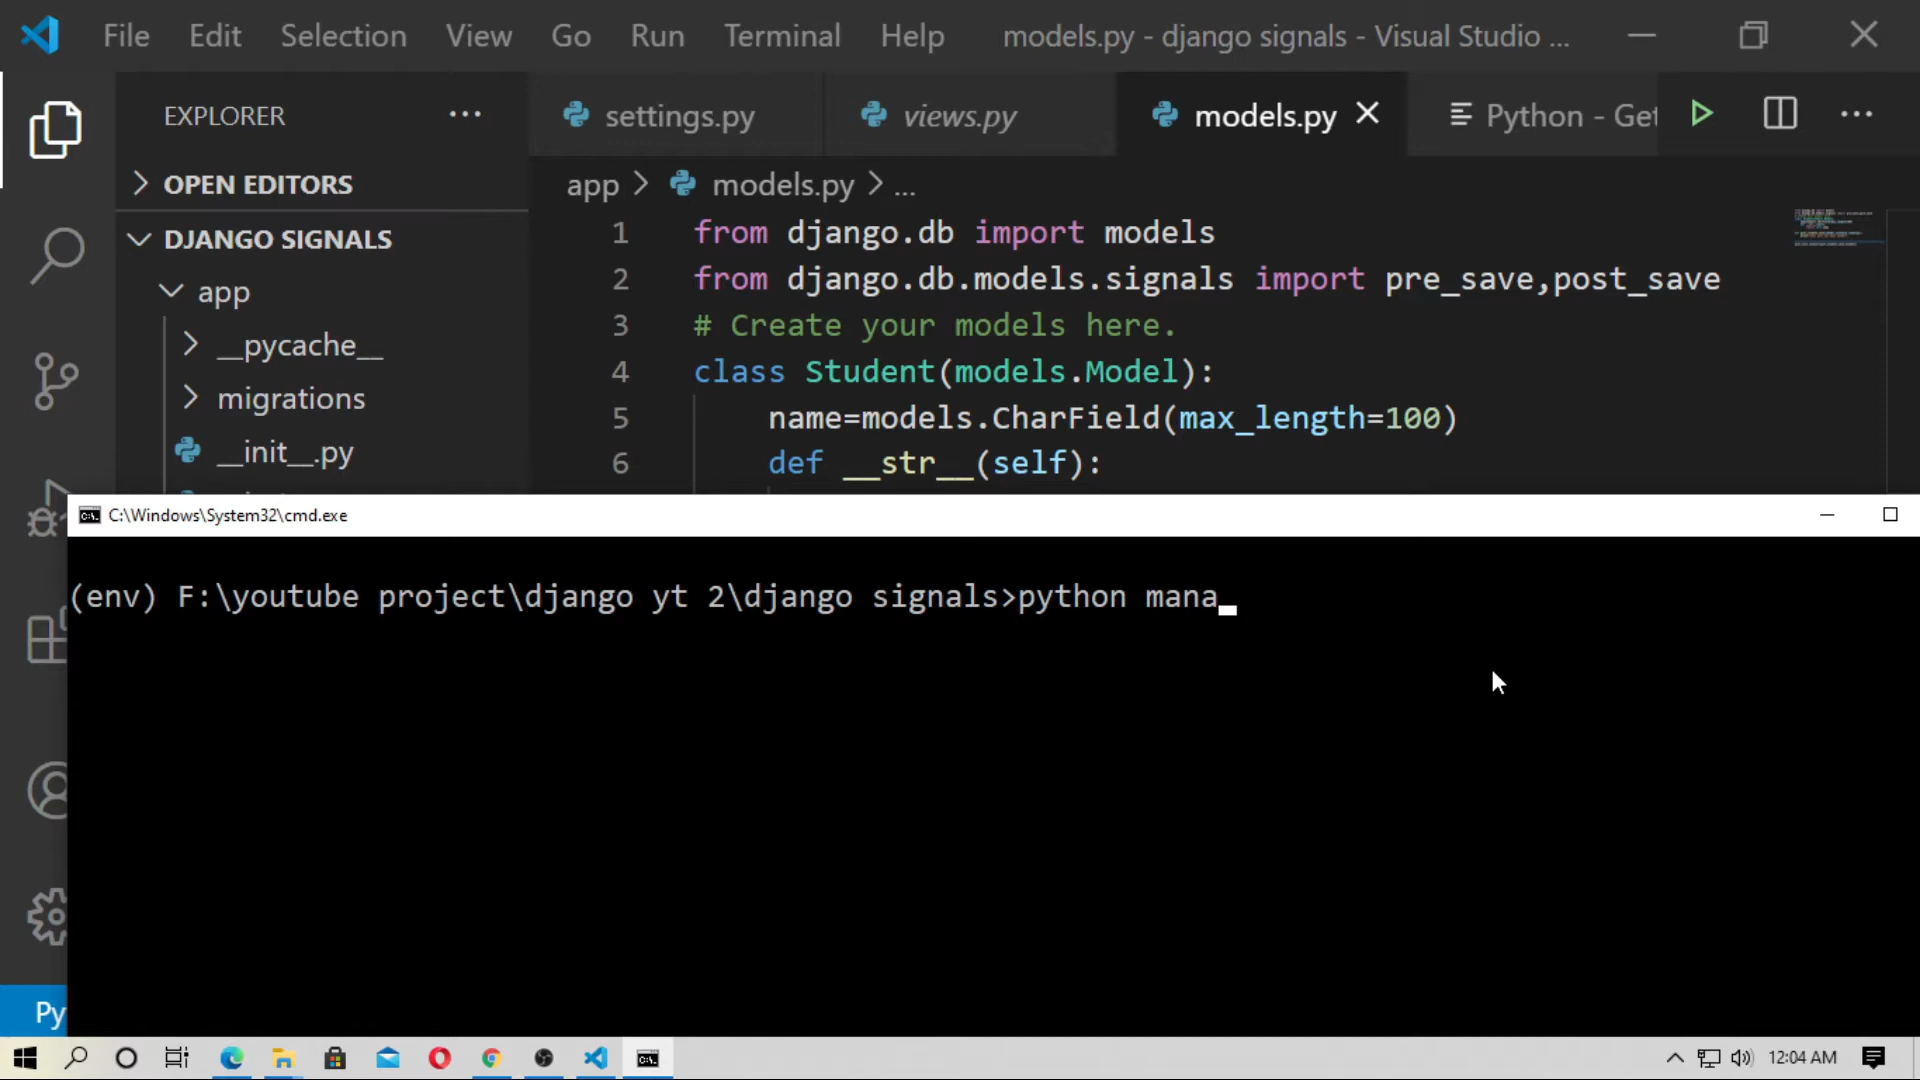 File Edit Selection View Go Run Terminal Help models.py - django signals - Visual Studio ...
EXPLORER ...
settings.py views.py models.py Python - Get
OPEN EDITORS
app > models.py > ...
DJANGO SIGNALS
app
__pycache__
migrations
__init__.py
1 from django.db import models
2 from django.db.models.signals import pre_save,post_save
3 # Create your models here.
4 class Student(models.Model):
5 name=models.CharField(max_length=100)
6 def __str__(self):
C:\Windows\System32\cmd.exe
(env) F:\youtube project\django yt 2\django signals>python mana_
Py
12:04 AM